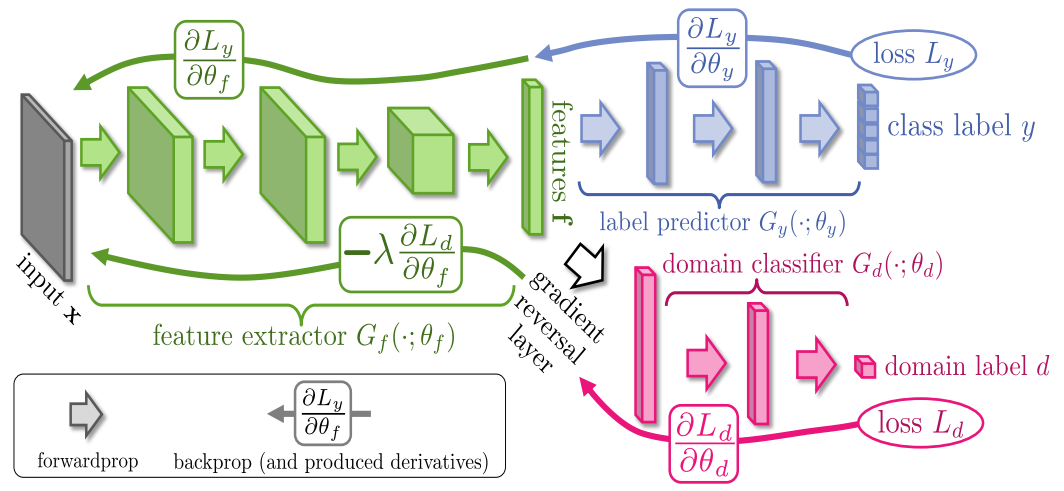 ∂L_y/∂θ_f
∂L_y/∂θ_y
loss L_y
features f
class label y
label predictor G_y(·;θ_y)
input x
−λ ∂L_d/∂θ_f
feature extractor G_f(·;θ_f)
gradient
reversal
layer
domain classifier G_d(·;θ_d)
domain label d
∂L_d/∂θ_d
loss L_d
∂L_y/∂θ_f
forwardprop
backprop (and produced derivatives)